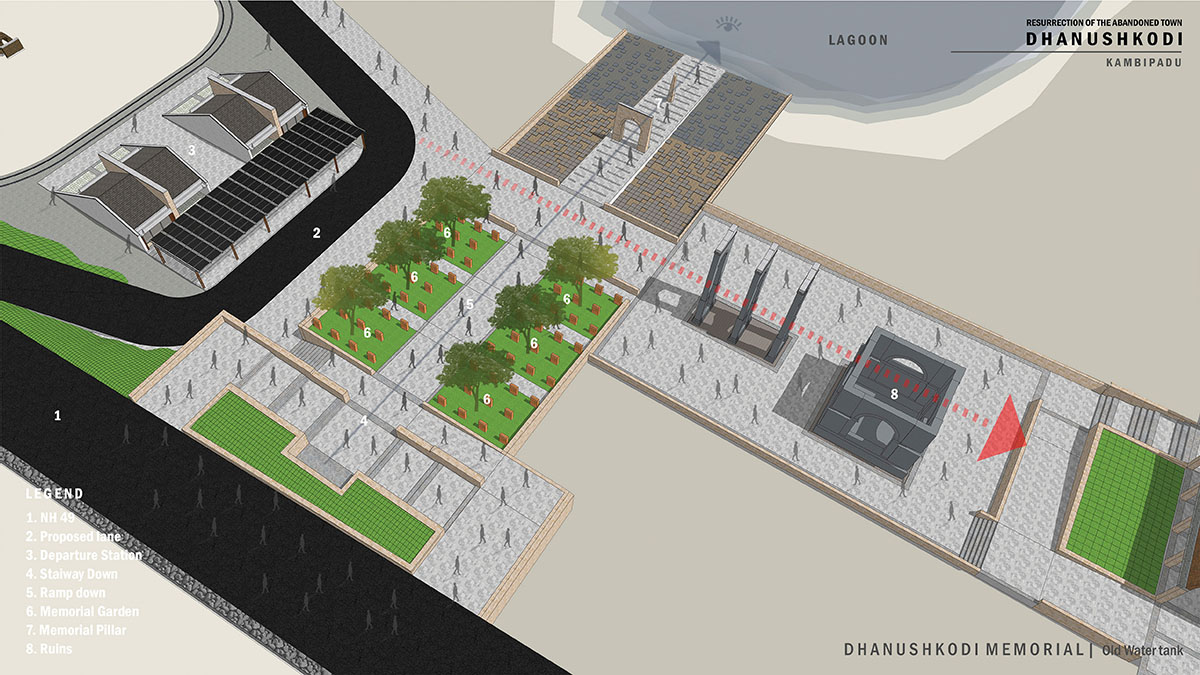 RESURRECTION OF THE ABANDONED TOWN
DHANUSHKODI
KAMBIPADU
LAGOON
7
3
2
6
6
6
5
6
6
6
1
4
8
LEGEND
1. NH 49
2. Proposed lane
3. Departure Station
4. Staiway Down
5. Ramp down
6. Memorial Garden
7. Memorial Pillar
8. Ruins
DHANUSHKODI MEMORIAL | Old Water tank